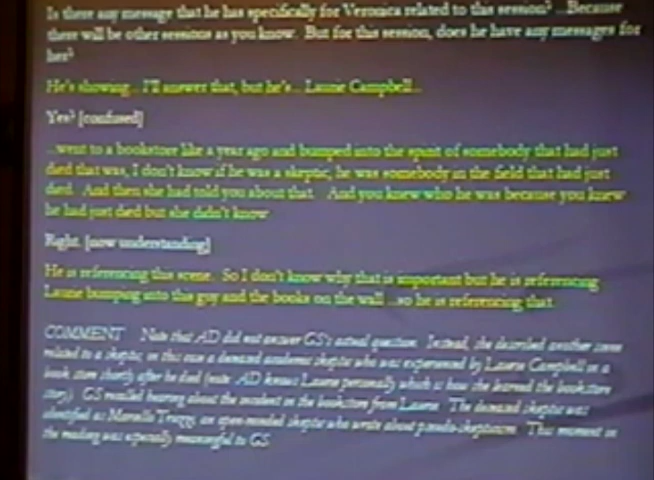 Is there any message that he has specifically for Veronica related to this session? ...Because
there will be other sessions as you know. But for this session, does he have any messages for
her?
He's showing... I'll answer that, but he's... Laurie Campbell...
Yes? [confused]
...went to a bookstore like a year ago and bumped into the spirit of somebody that had just
died that was, I don't know if he was a skeptic, he was somebody in the field that had just
died. And then she had told you about that. And you knew who he was because you knew
he had just died but she didn't know
Right. [now understanding]
He is referencing this scene. So I don't know why that is important but he is referencing
Laurie bumping into this guy and the books on the wall ...so he is referencing that.
COMMENT Note that AD did not answer GS's actual question. Instead, she described another scene
related to a skeptic, in this case a deceased academic skeptic who was experienced by Laurie Campbell in a
book store shortly after he died (note AD knows Laurie personally which is how she learned the bookstore
story). GS recalled hearing about the incident in the bookstore from Laurie. The deceased skeptic was
identified as Marcello Truzzi, an open-minded skeptic who wrote about pseudo-skepticism. This moment in
the reading was especially meaningful to GS